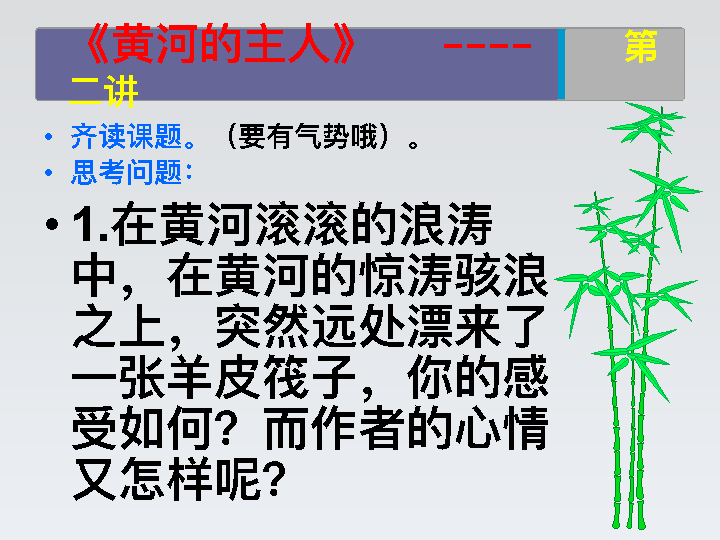 《黄河的主人》 ---- 第
二讲
• 齐读课题。（要有气势哦）。
• 思考问题：
• 1.在黄河滚滚的浪涛
中，在黄河的惊涛骇浪
之上，突然远处漂来了
一张羊皮筏子，你的感
受如何？而作者的心情
又怎样呢？